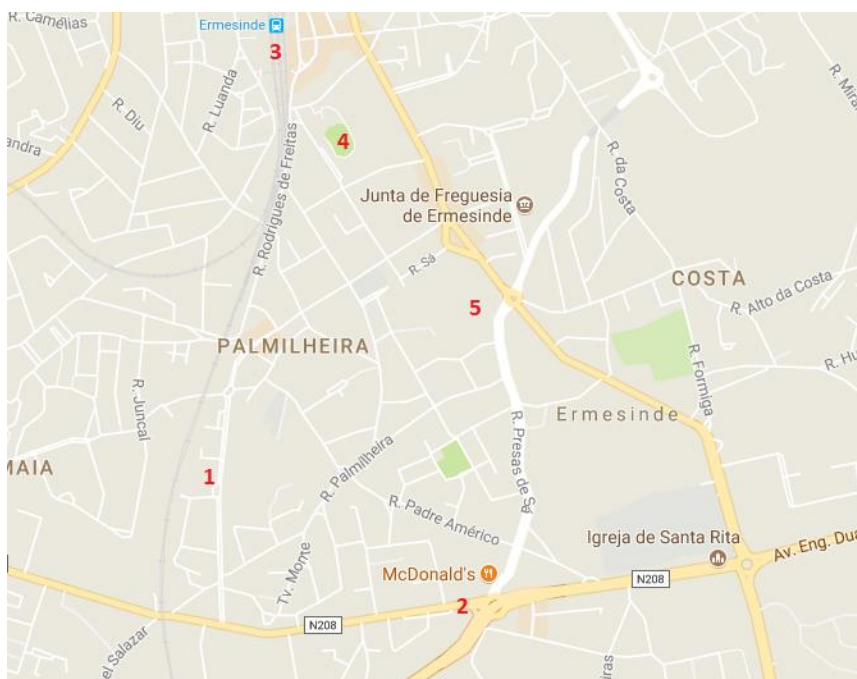 R. Camélias
Ermesinde
3
R. Luanda
R. Diu
4
R. Mira
andra
R. Rodrigues de Freitas
Junta de Freguesia
de Ermesinde
R. da Costa
R. Sá
COSTA
R. Alto da Costa
5
PALMILHEIRA
R. Hu
R. Juncal
R. Formiga
Ermesinde
R. Presas de Sá
MAIA
1
R. Palmilheira
R. Padre Américo
Igreja de Santa Rita
Av. Eng. Dua
McDonald's
Tv. Monte
2
N208
N208
el Salazar
eiras